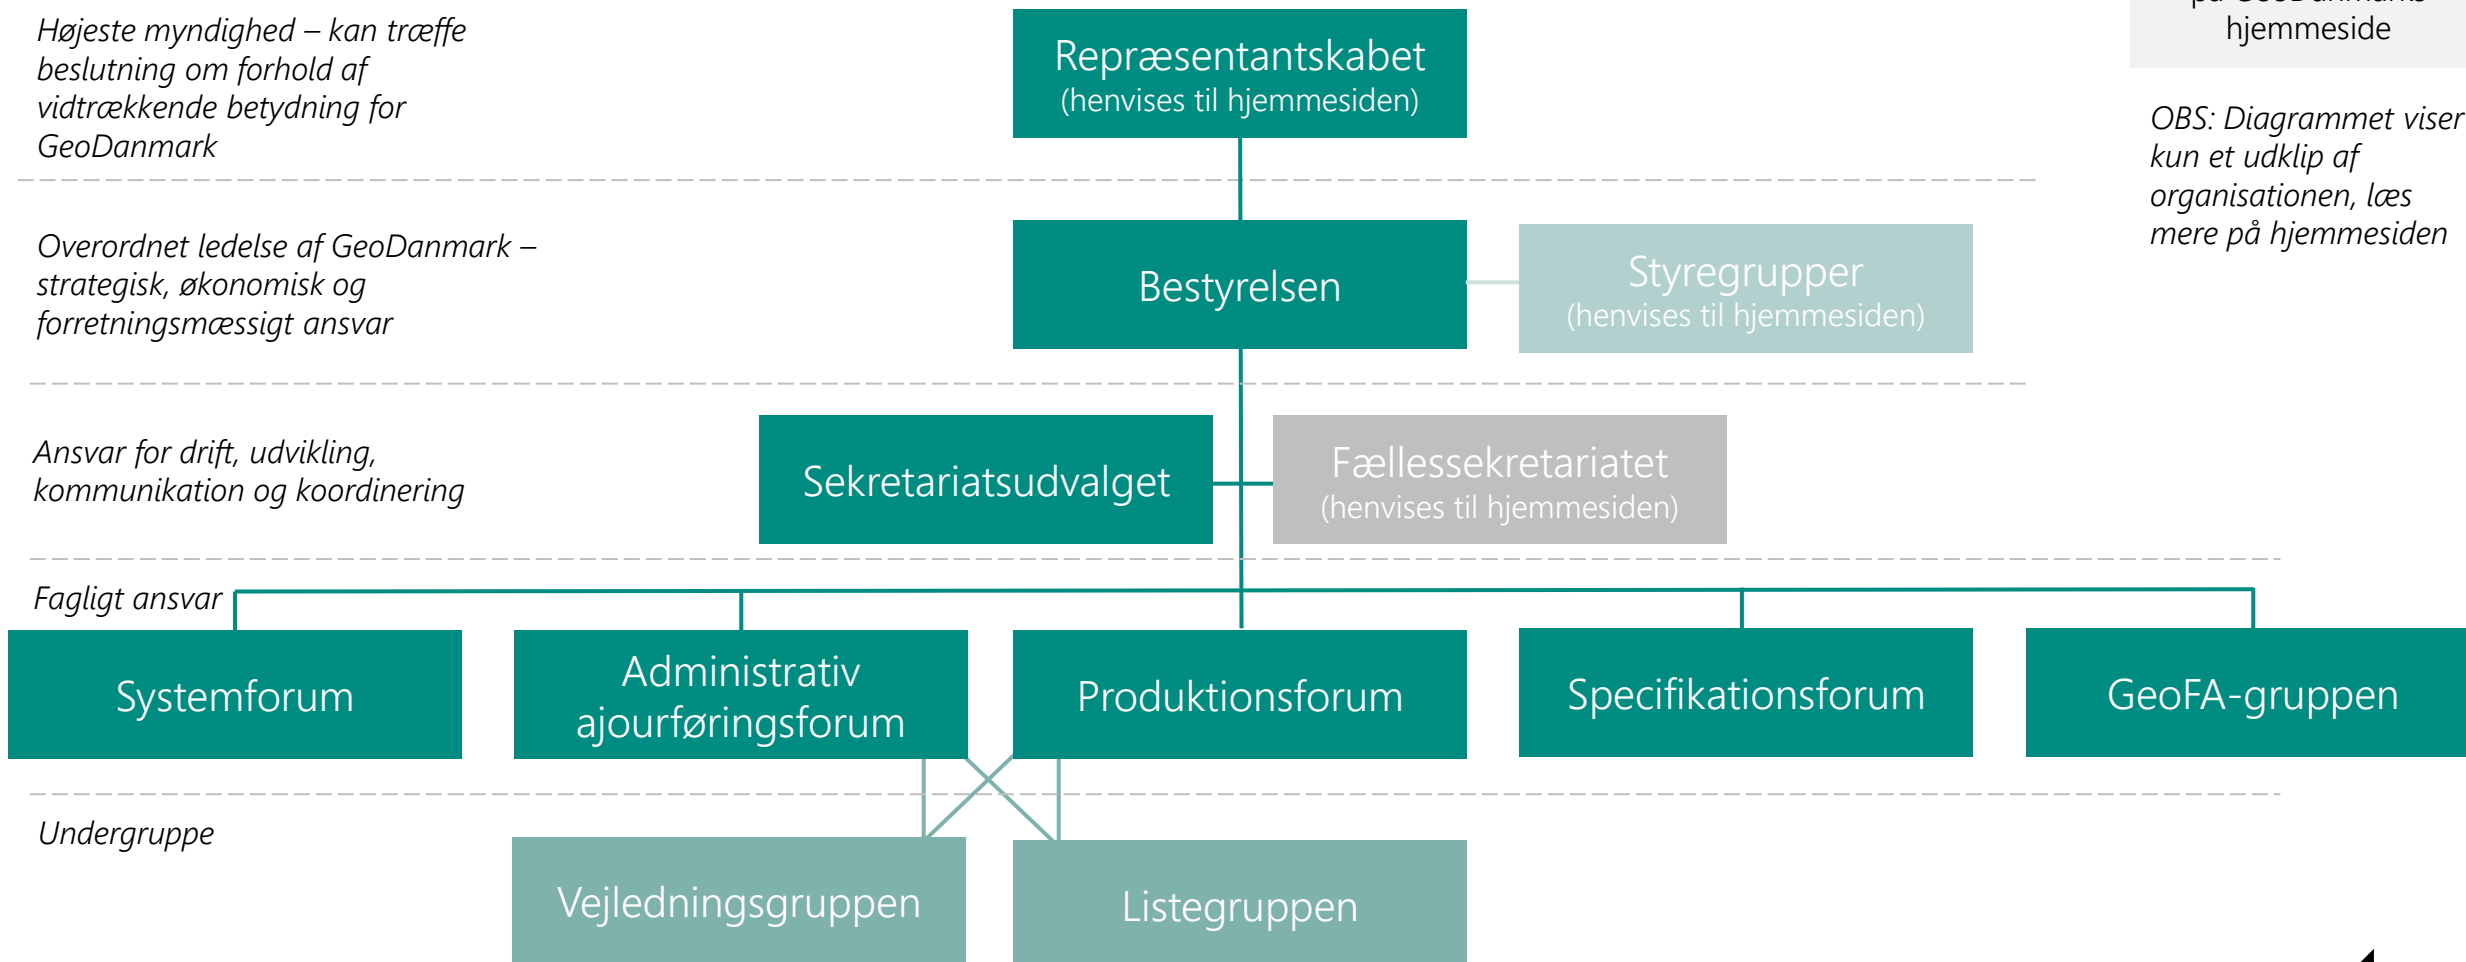 Højeste myndighed – kan træffe
beslutning om forhold af
vidtrækkende betydning for
GeoDanmark
Repræsentantskabet
(henvises til hjemmesiden)
på GeoDanmarks
hjemmeside
OBS: Diagrammet viser
kun et udklip af
organisationen, læs
mere på hjemmesiden
Overordnet ledelse af GeoDanmark –
strategisk, økonomisk og
forretningsmæssigt ansvar
Bestyrelsen
Styregrupper
(henvises til hjemmesiden)
Ansvar for drift, udvikling,
kommunikation og koordinering
Sekretariatsudvalget
Fællessekretariatet
(henvises til hjemmesiden)
Fagligt ansvar
Systemforum
Administrativ
ajourføringsforum
Produktionsforum
Specifikationsforum
GeoFA-gruppen
Undergruppe
Vejledningsgruppen
Listegruppen